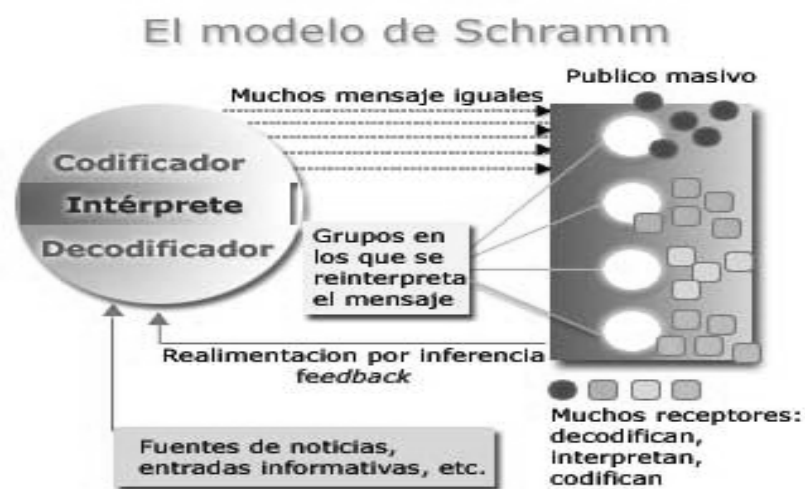 El modelo de Schramm
Publico masivo
Muchos mensaje iguales
Codificador
Intérprete
Decodificador
Grupos en
los que se
reinterpreta
el mensaje
Realimentacion por inferencia
feedback
Fuentes de noticias,
entradas informativas, etc.
Muchos receptores:
decodifican,
interpretan,
codifican